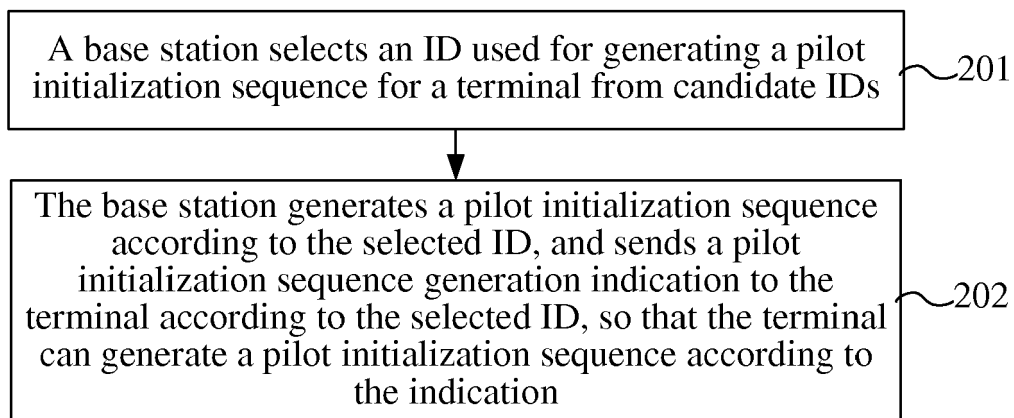 A base station selects an ID used for generating a pilot
initialization sequence for a terminal from candidate IDs
201
The base station generates a pilot initialization sequence
according to the selected ID, and sends a pilot
initialization sequence generation indication to the
terminal according to the selected ID, so that the terminal
can generate a pilot initialization sequence according to
the indication
202